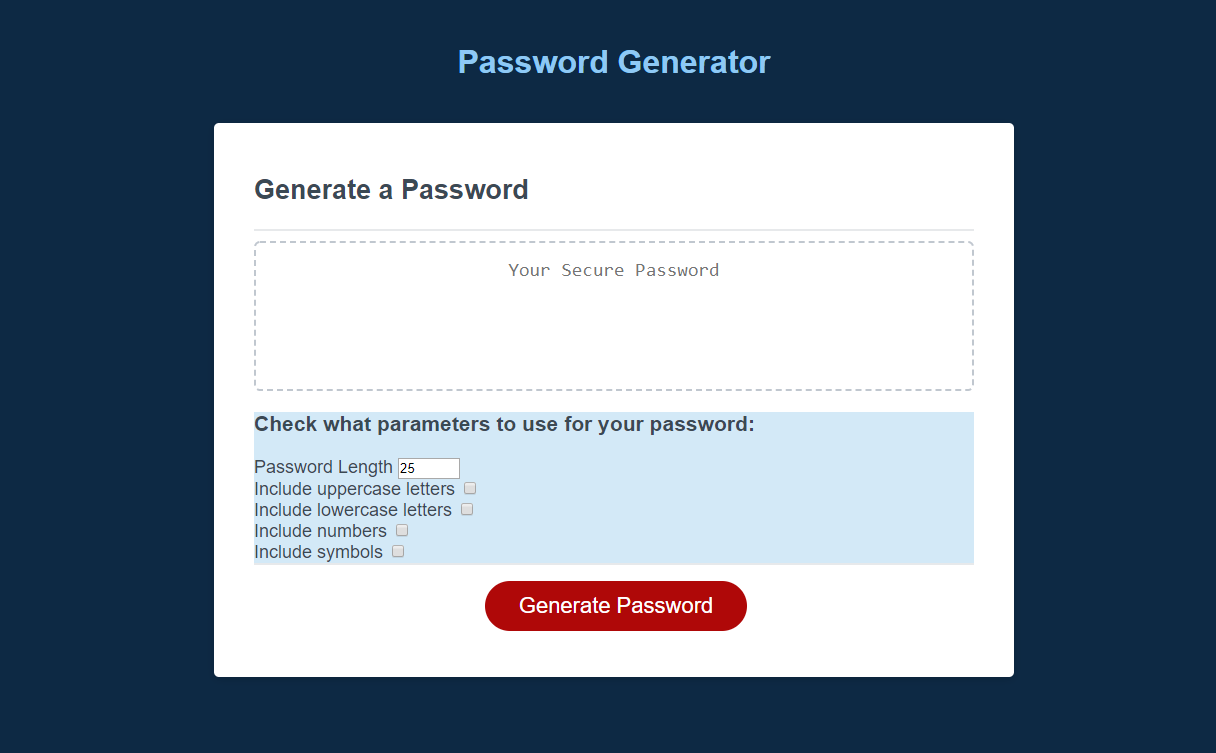 Password Generator
Generate a Password
Your Secure Password
Check what parameters to use for your password:
Password Length 25
Include uppercase letters
Include lowercase letters
Include numbers
Include symbols
Generate Password